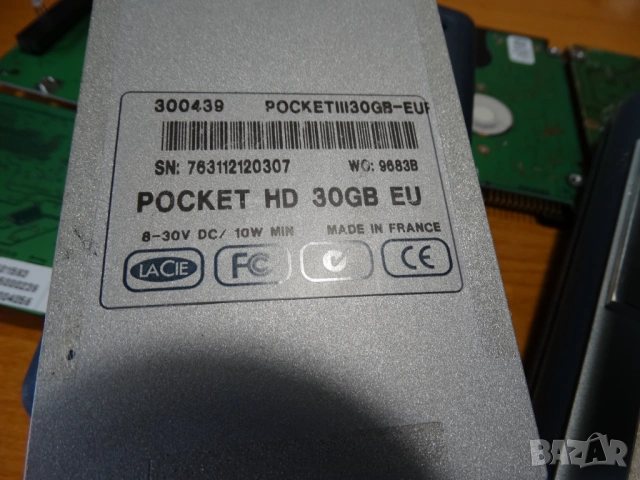 300439 POCKETIII30GB-EUR
SN: 763112120307 WO: 9683B
POCKET HD 30GB EU
8-30V DC/ 10W MIN MADE IN FRANCE
LACIE FC CE
BAZAR